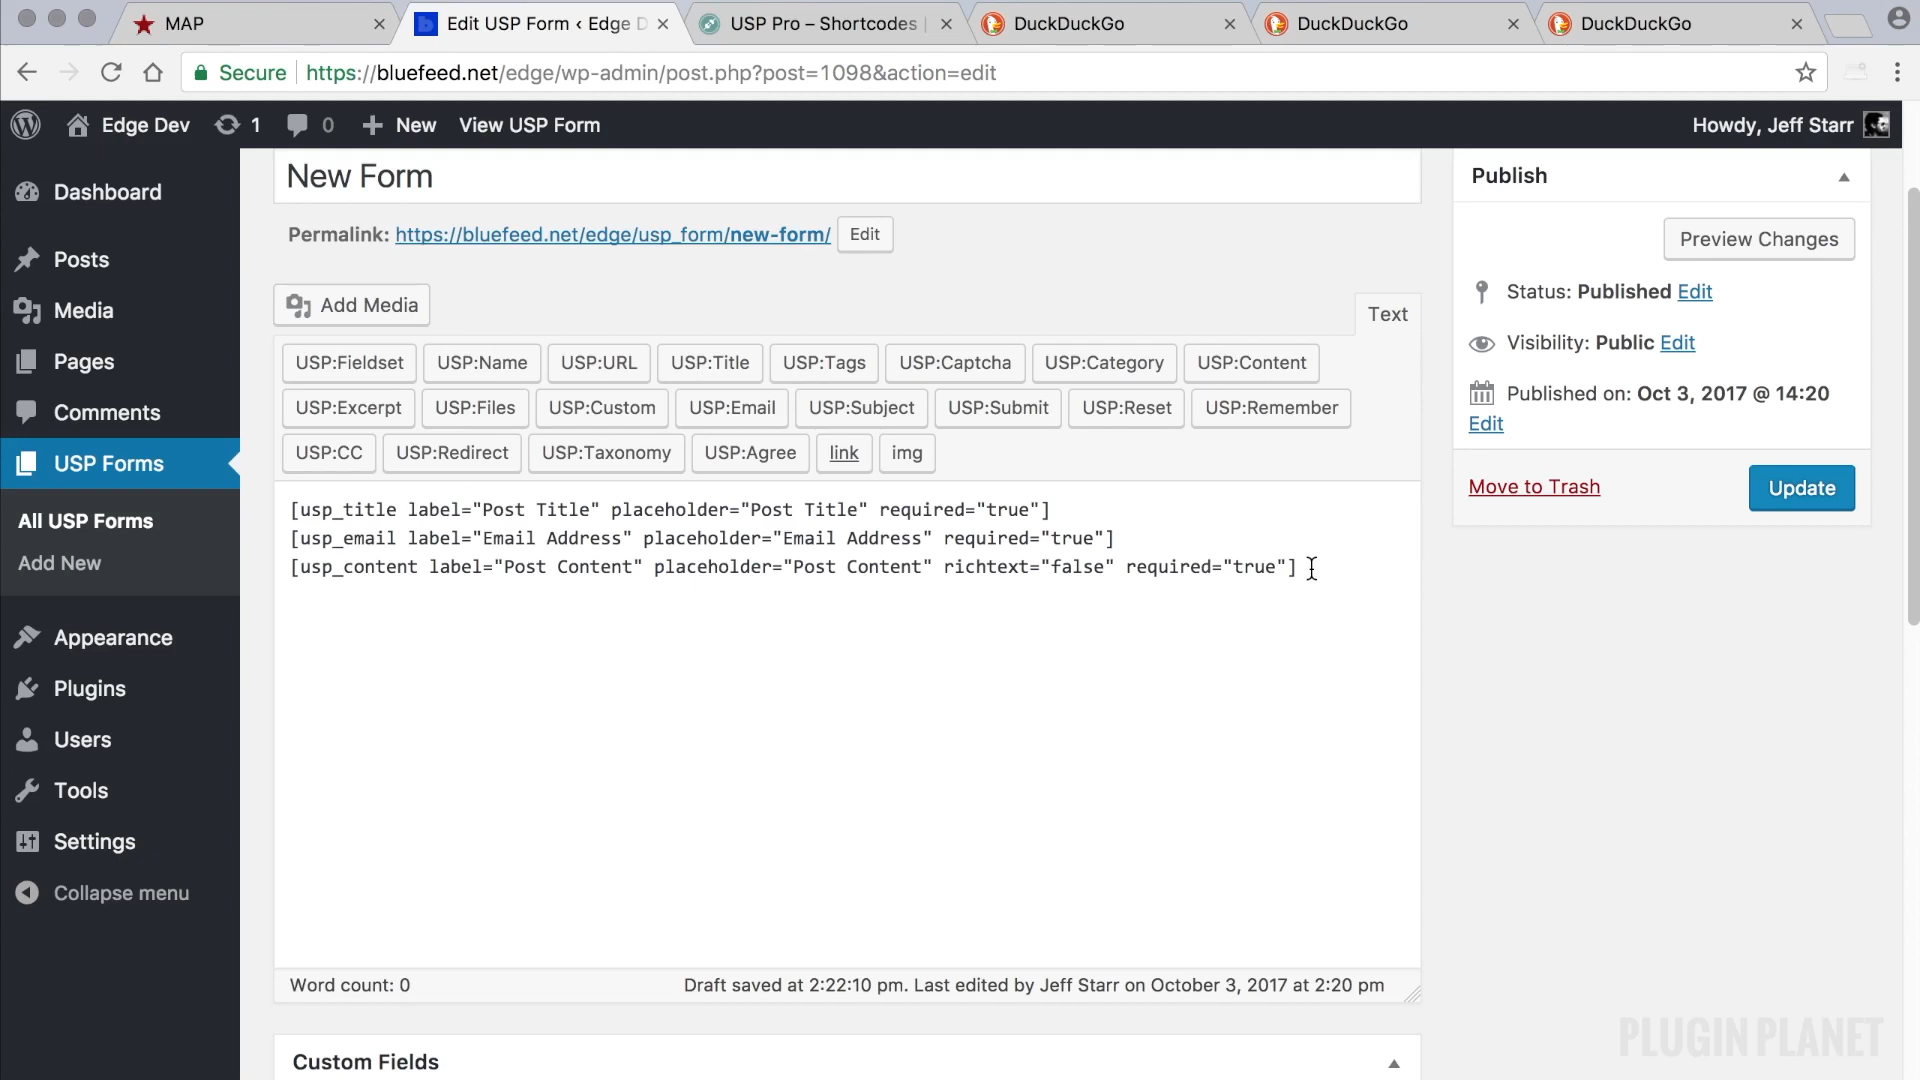 MAP
Edit USP Form ‹ Edge D
USP Pro – Shortcodes |
DuckDuckGo
DuckDuckGo
DuckDuckGo
Secure
https://bluefeed.net/edge/wp-admin/post.php?post=1098&action=edit
Edge Dev
1
0
New
View USP Form
Howdy, Jeff Starr
Dashboard
Posts
Media
Pages
Comments
USP Forms
All USP Forms
Add New
Appearance
Plugins
Users
Tools
Settings
Collapse menu
New Form
Permalink: https://bluefeed.net/edge/usp_form/new-form/ Edit
Add Media
Text
USP:Fieldset USP:Name USP:URL USP:Title USP:Tags USP:Captcha USP:Category USP:Content
USP:Excerpt USP:Files USP:Custom USP:Email USP:Subject USP:Submit USP:Reset USP:Remember
USP:CC USP:Redirect USP:Taxonomy USP:Agree link img
[usp_title label="Post Title" placeholder="Post Title" required="true"]
[usp_email label="Email Address" placeholder="Email Address" required="true"]
[usp_content label="Post Content" placeholder="Post Content" richtext="false" required="true"]
Word count: 0
Draft saved at 2:22:10 pm. Last edited by Jeff Starr on October 3, 2017 at 2:20 pm
Custom Fields
Publish
Preview Changes
Status: Published Edit
Visibility: Public Edit
Published on: Oct 3, 2017 @ 14:20
Edit
Move to Trash
Update
PLUGIN PLANET